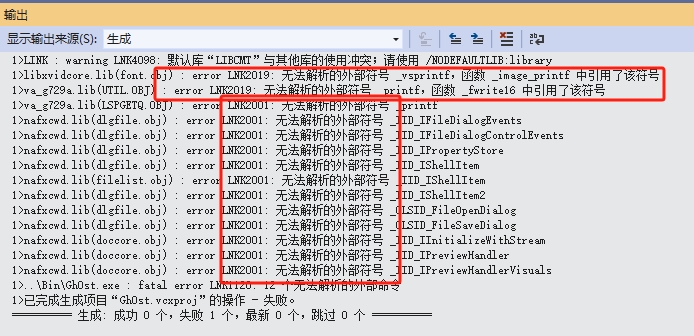 输出
显示输出来源(S): 生成
1>LINK : warning LNK4098: 默认库“LIBCMT”与其他库的使用冲突；请使用 /NODEFAULTLIB:library
1>libxvidcore.lib(font.obj) : error LNK2019: 无法解析的外部符号 _vsprintf，函数 _image_printf 中引用了该符号
1>va_g729a.lib(UTIL.OBJ) : error LNK2019: 无法解析的外部符号 _printf，函数 _fwrite16 中引用了该符号
1>va_g729a.lib(LSPGETQ.OBJ) : error LNK2001: 无法解析的外部符号 _printf
1>nafxcwd.lib(dlgfile.obj) : error LNK2001: 无法解析的外部符号 _IID_IFileDialogEvents
1>nafxcwd.lib(dlgfile.obj) : error LNK2001: 无法解析的外部符号 _IID_IFileDialogControlEvents
1>nafxcwd.lib(dlgfile.obj) : error LNK2001: 无法解析的外部符号 _IID_IPropertyStore
1>nafxcwd.lib(dlgfile.obj) : error LNK2001: 无法解析的外部符号 _IID_IShellItem
1>nafxcwd.lib(filelist.obj) : error LNK2001: 无法解析的外部符号 _IID_IShellItem
1>nafxcwd.lib(dlgfile.obj) : error LNK2001: 无法解析的外部符号 _IID_IShellItem2
1>nafxcwd.lib(dlgfile.obj) : error LNK2001: 无法解析的外部符号 _CLSID_FileOpenDialog
1>nafxcwd.lib(dlgfile.obj) : error LNK2001: 无法解析的外部符号 _CLSID_FileSaveDialog
1>nafxcwd.lib(doccore.obj) : error LNK2001: 无法解析的外部符号 _IID_IInitializeWithStream
1>nafxcwd.lib(doccore.obj) : error LNK2001: 无法解析的外部符号 _IID_IPreviewHandler
1>nafxcwd.lib(doccore.obj) : error LNK2001: 无法解析的外部符号 _IID_IPreviewHandlerVisuals
1>..\Bin\Gh0st.exe : fatal error LNK1120: 12 个无法解析的外部命令
1>已完成生成项目“Gh0st.vcxproj”的操作 - 失败。
========== 生成: 成功 0 个，失败 1 个，最新 0 个，跳过 0 个 ==========